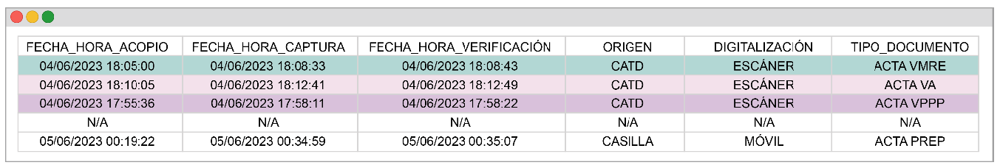 FECHA_HORA_ACOPIO FECHA_HORA_CAPTURA FECHA_HORA_VERIFICACIÓN ORIGEN DIGITALIZACIÓN TIPO_DOCUMENTO
04/06/2023 18:05:00 04/06/2023 18:08:33 04/06/2023 18:08:43 CATD ESCÁNER ACTA VMRE
04/06/2023 18:10:05 04/06/2023 18:12:41 04/06/2023 18:12:49 CATD ESCÁNER ACTA VA
04/06/2023 17:55:36 04/06/2023 17:58:11 04/06/2023 17:58:22 CATD ESCÁNER ACTA VPPP
N/A N/A N/A N/A N/A N/A
05/06/2023 00:19:22 05/06/2023 00:34:59 05/06/2023 00:35:07 CASILLA MÓVIL ACTA PREP